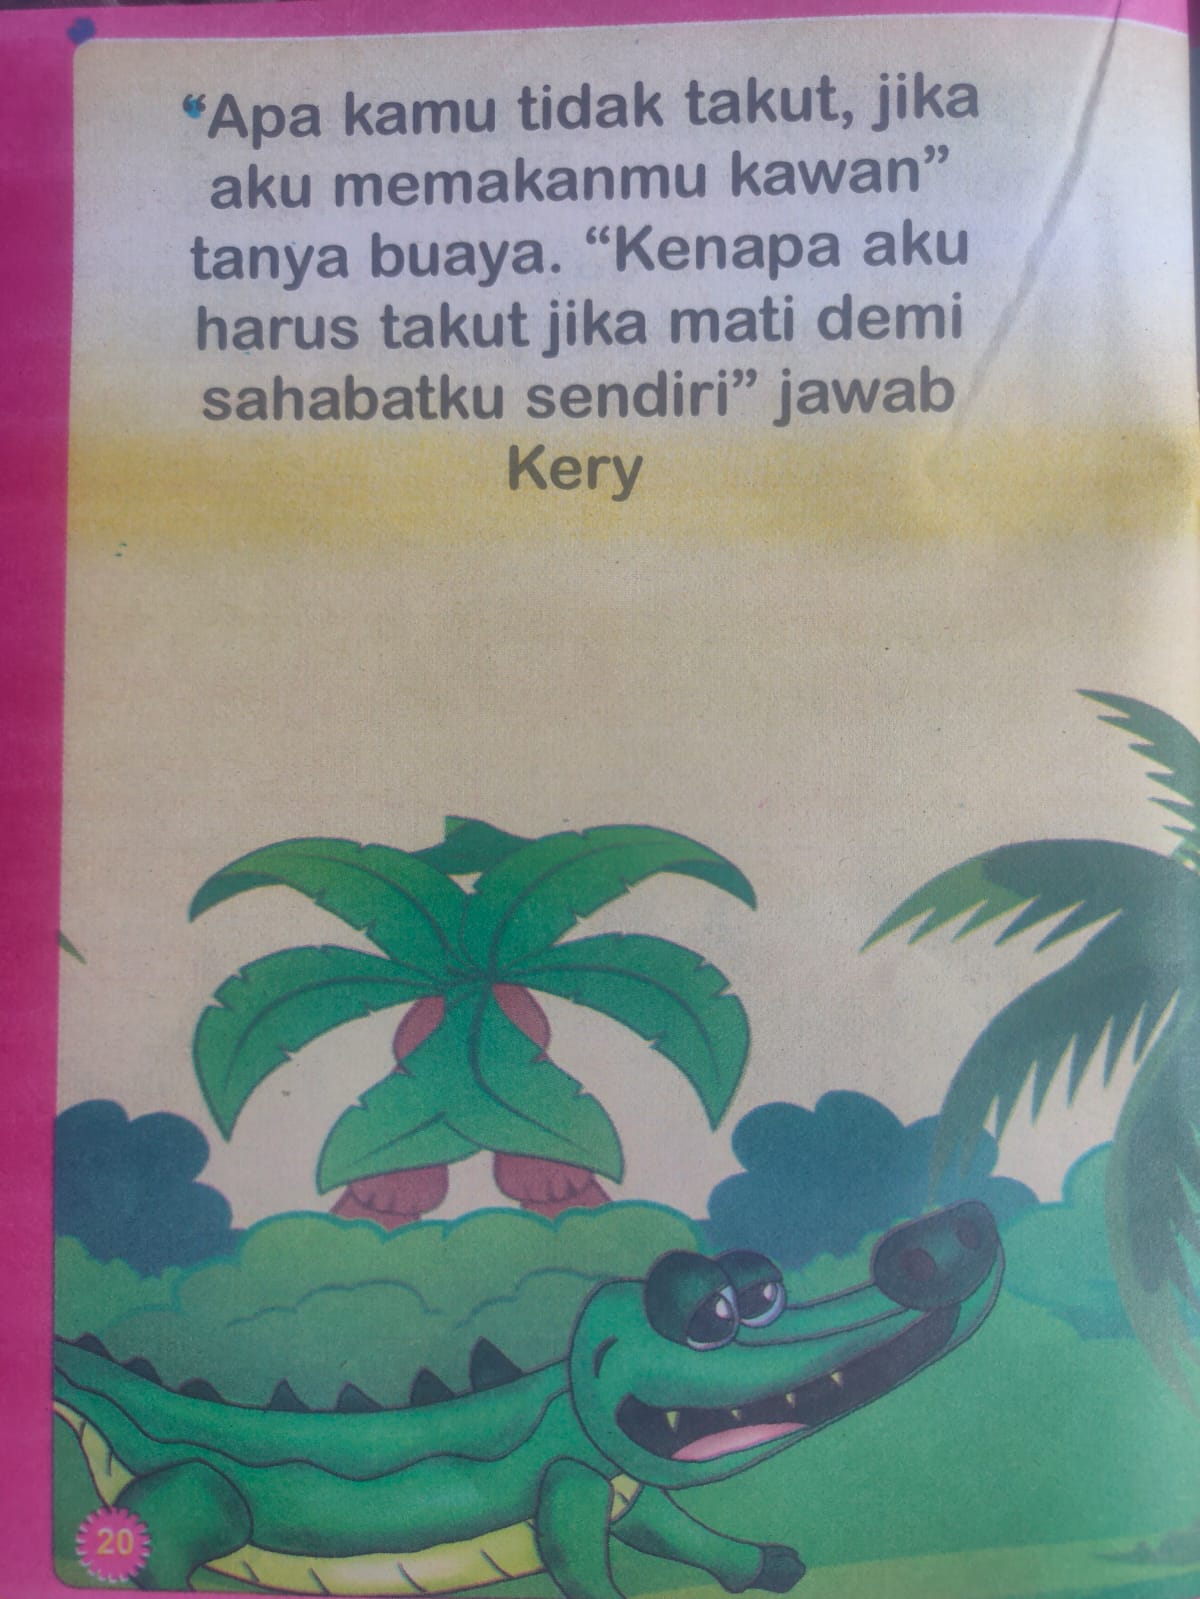 “Apa kamu tidak takut, jika
aku memakanmu kawan”
tanya buaya. “Kenapa aku
harus takut jika mati demi
sahabatku sendiri” jawab
Kery
20